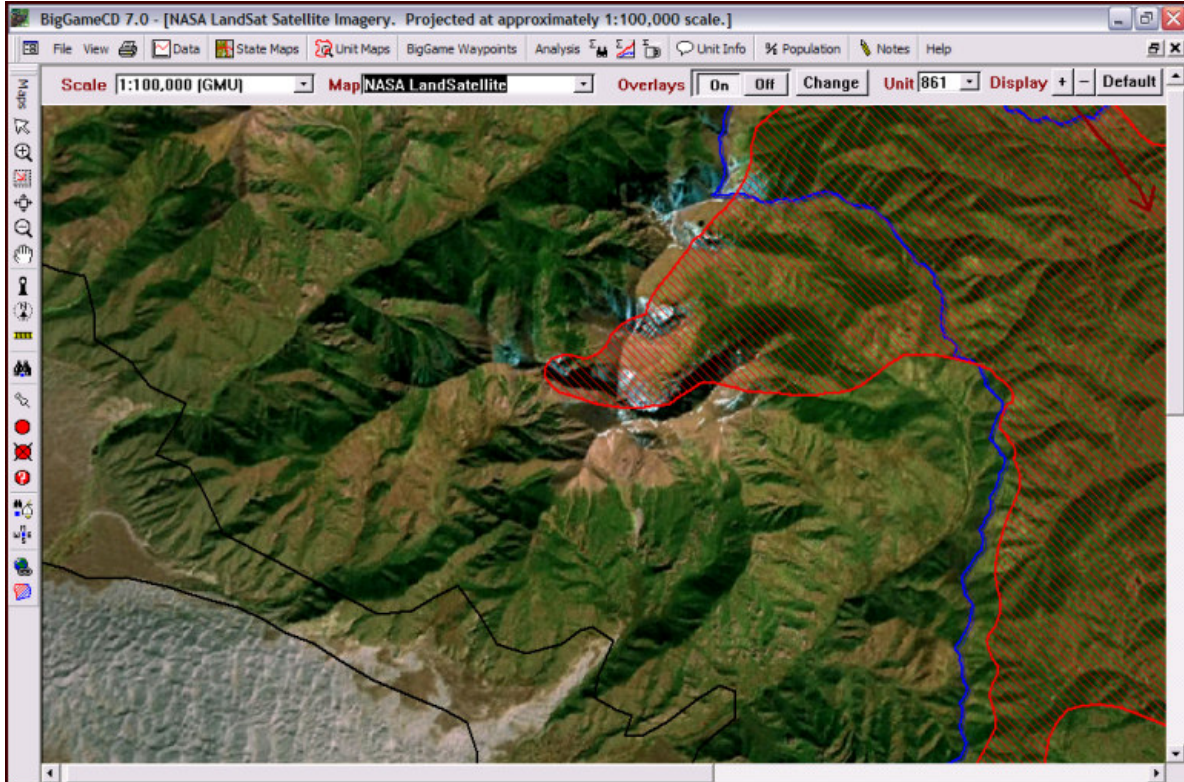 BigGameCD 7.0 - [NASA LandSat Satellite Imagery.  Projected at approximately 1:100,000 scale.]
File View Data State Maps Unit Maps BigGame Waypoints Analysis Unit Info % Population Notes Help
Maps Scale 1:100,000 (GMU) Map NASA LandSatellite Overlays On Off Change Unit 861 Display + - Default